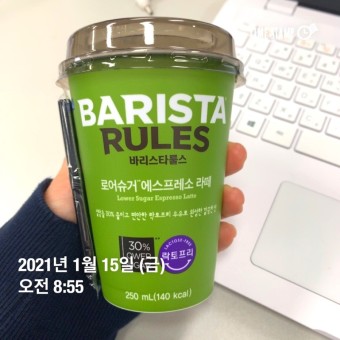 BARISTA
RULES
바리스타룰스
로어슈거 에스프레소 라떼
Lower Sugar Espresso Latte
30%
LOWER
LACTOSE-FREE
락토프리
2021년 1월 15일 (금)
오전 8:55
250 mL(140 kcal)